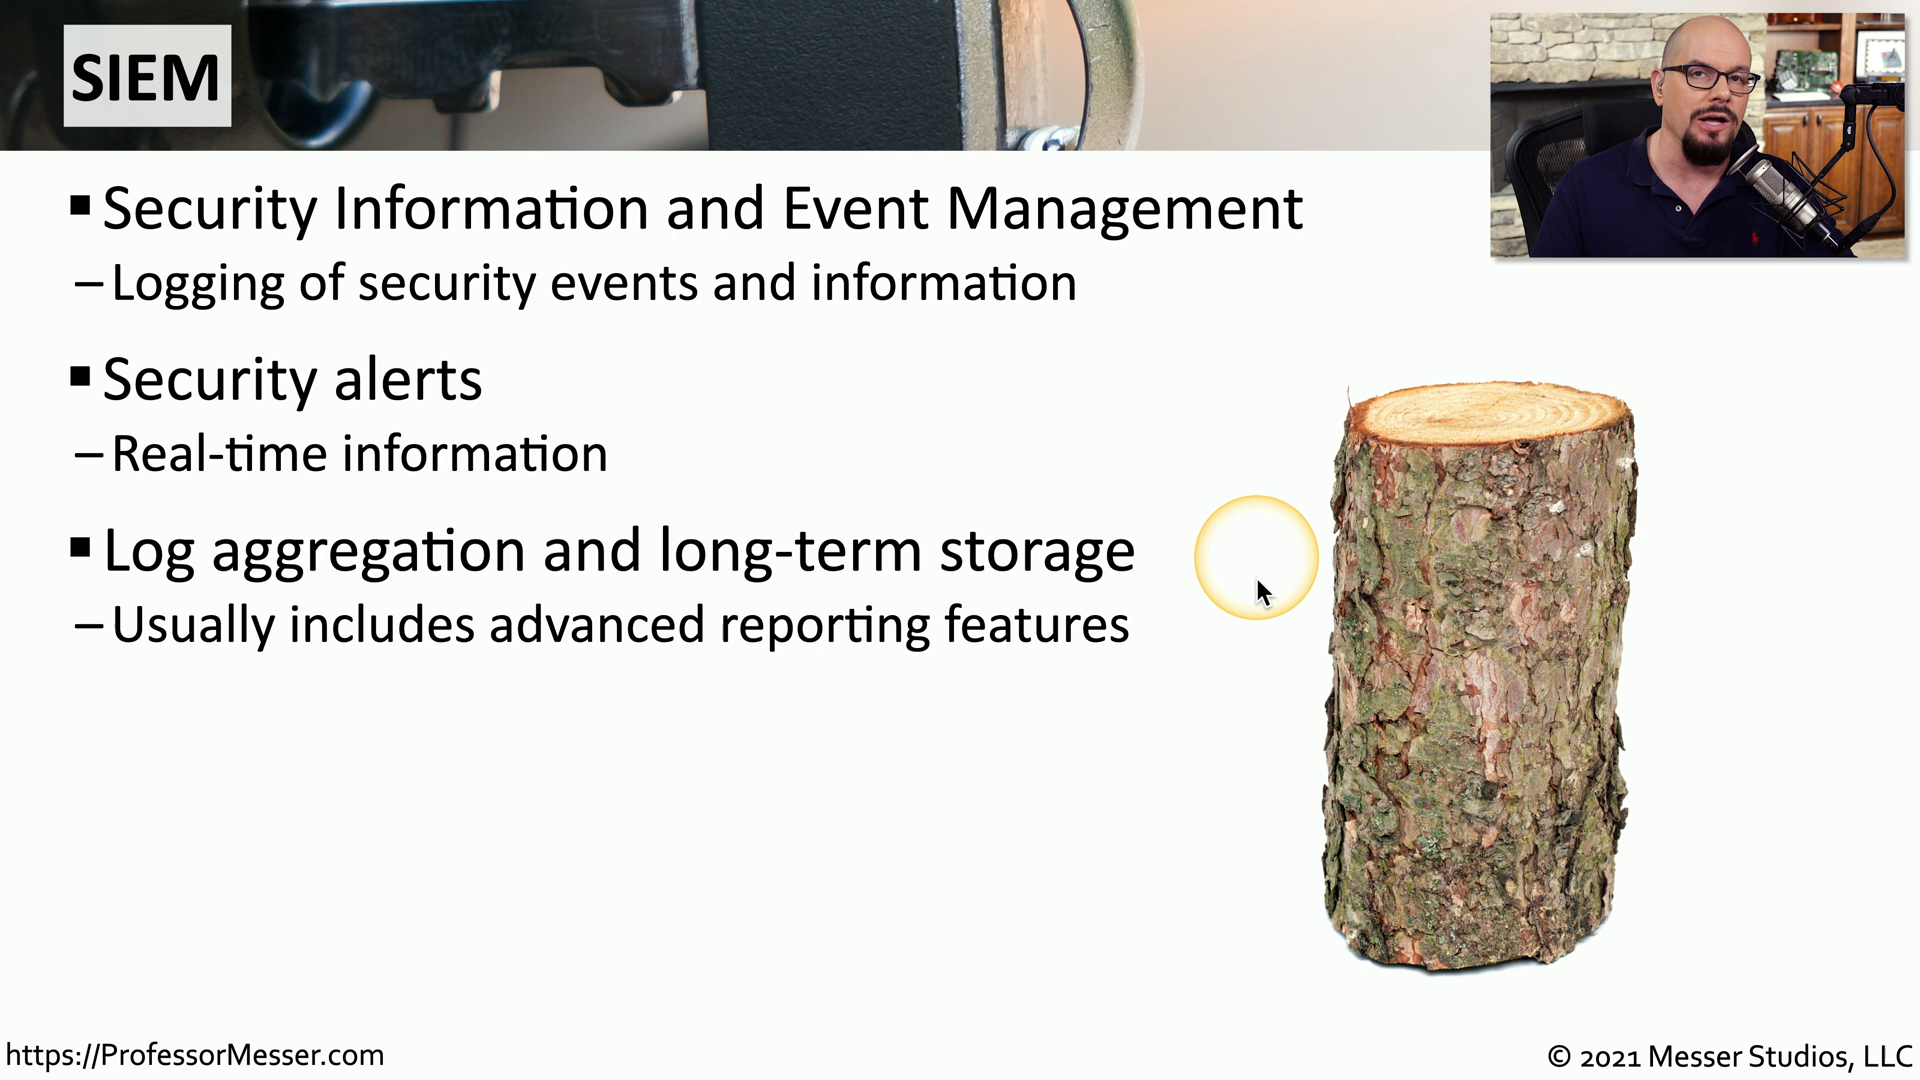 SIEM
▪ Security Information and Event Management
– Logging of security events and information
▪ Security alerts
– Real-time information
▪ Log aggregation and long-term storage
– Usually includes advanced reporting features
https://ProfessorMesser.com
© 2021 Messer Studios, LLC